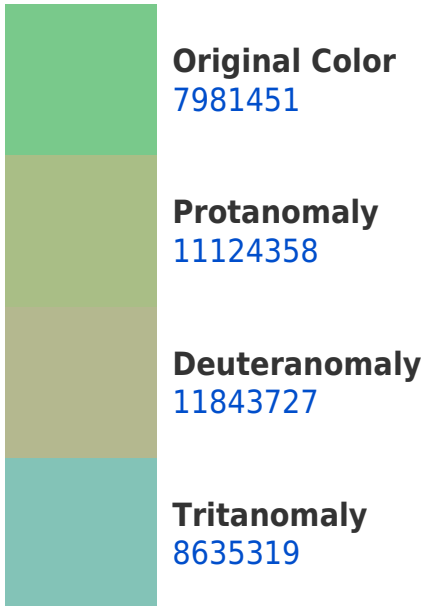 Original Color
7981451
Protanomaly
11124358
Deuteranomaly
11843727
Tritanomaly
8635319